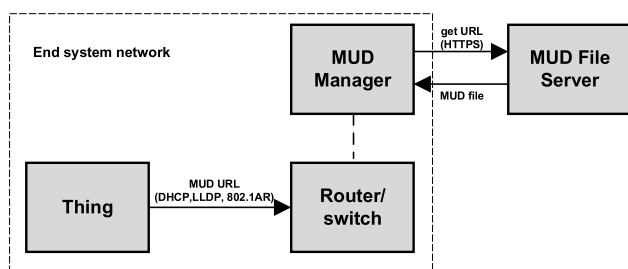 End system network
MUD
Manager
get URL
(HTTPS)
MUD file
MUD File
Server
Thing
MUD URL
(DHCP,LLDP, 802.1AR)
Router/
switch